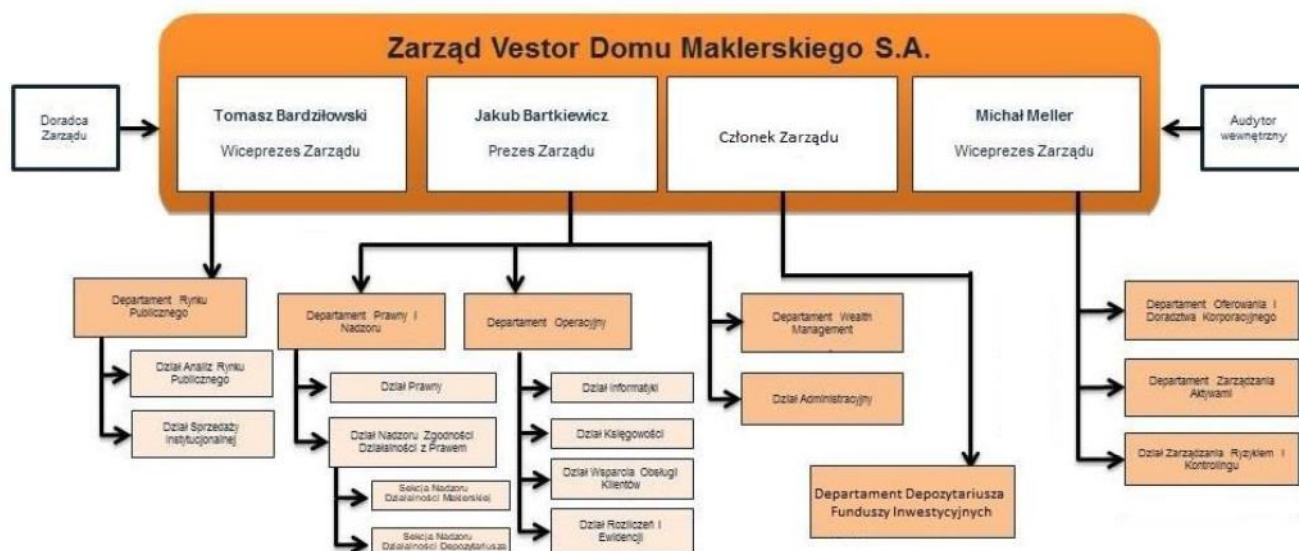 Zarząd Vestor Domu Maklerskiego S.A.
Doradca
Zarządu
Tomasz Bardziłowski
Wiceprezes Zarządu
Jakub Bartkiewicz
Prezes Zarządu
Członek Zarządu
Michał Meller
Wiceprezes Zarządu
Audytor
wewnętrzny
Departament Rynku
Publicznego
Dział Analiz Rynku
Publicznego
Dział Sprzedaży
Instytucjonalnej
Departament Prawny i
Nadzoru
Dział Prawny
Dział Nadzoru Zgodności
Działalności z Prawem
Sekcja Nadzoru
Działalności Maklerskiej
Sekcja Nadzoru
Działalności Depozytariusza
Departament Operacyjny
Dział Informatyki
Dział Księgowości
Dział Wsparcia Obsługi
Klientów
Dział Rozliczeń i
Ewidencji
Departament Wealth
Management
Dział Administracyjny
Departament Depozytariusza
Funduszy Inwestycyjnych
Departament Oferowania i
Doradztwa Korporacyjnego
Departament Zarządzania
Aktywami
Dział Zarządzania Ryzykiem i
Kontrolingu